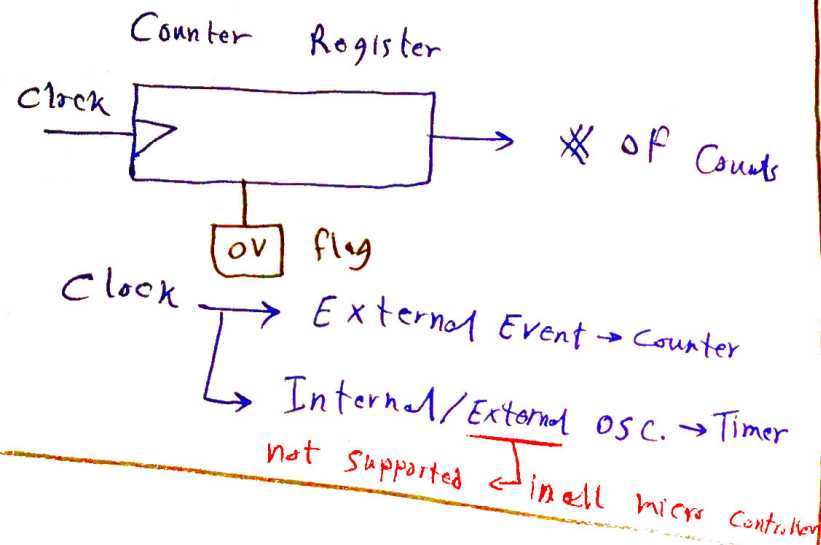 Counter Register
Clock
# of Counts
OV flag
Clock → External Event → Counter
Internal/External OSC. → Timer
not supported in all micro Controller